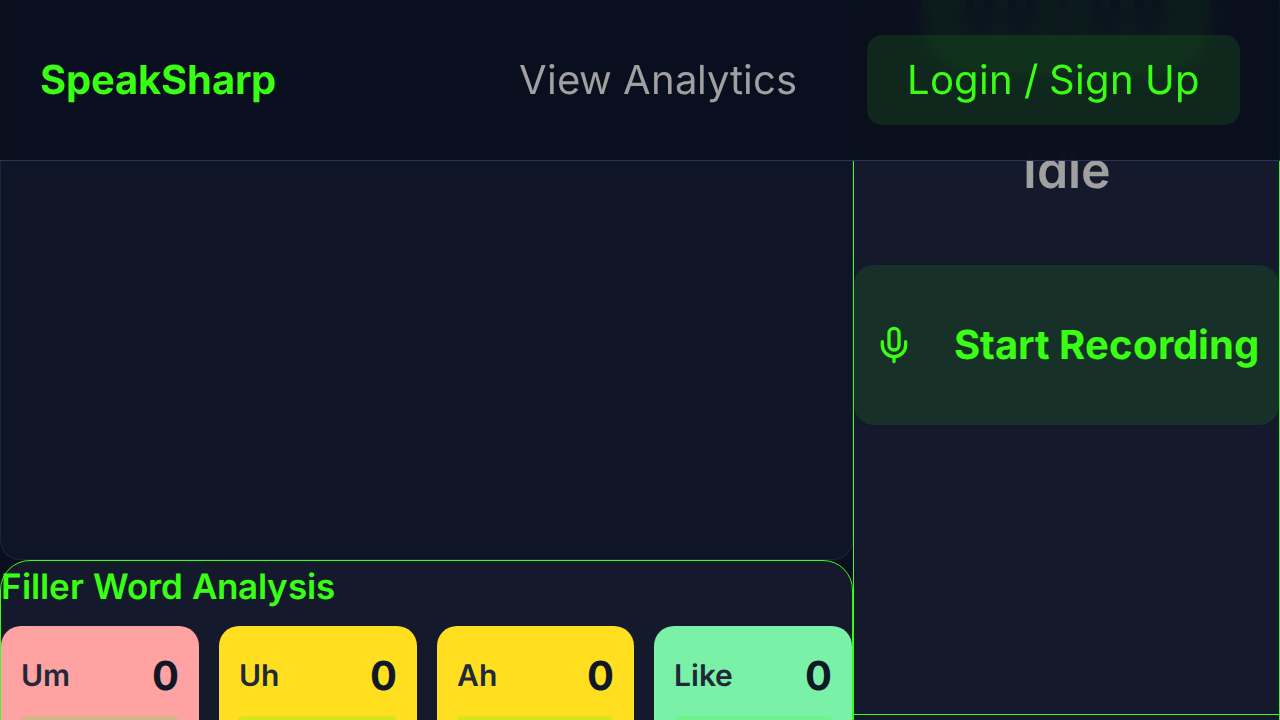 SpeakSharp
View Analytics
Login / Sign Up
Idle
Start Recording
Filler Word Analysis
Um 0
Uh 0
Ah 0
Like 0